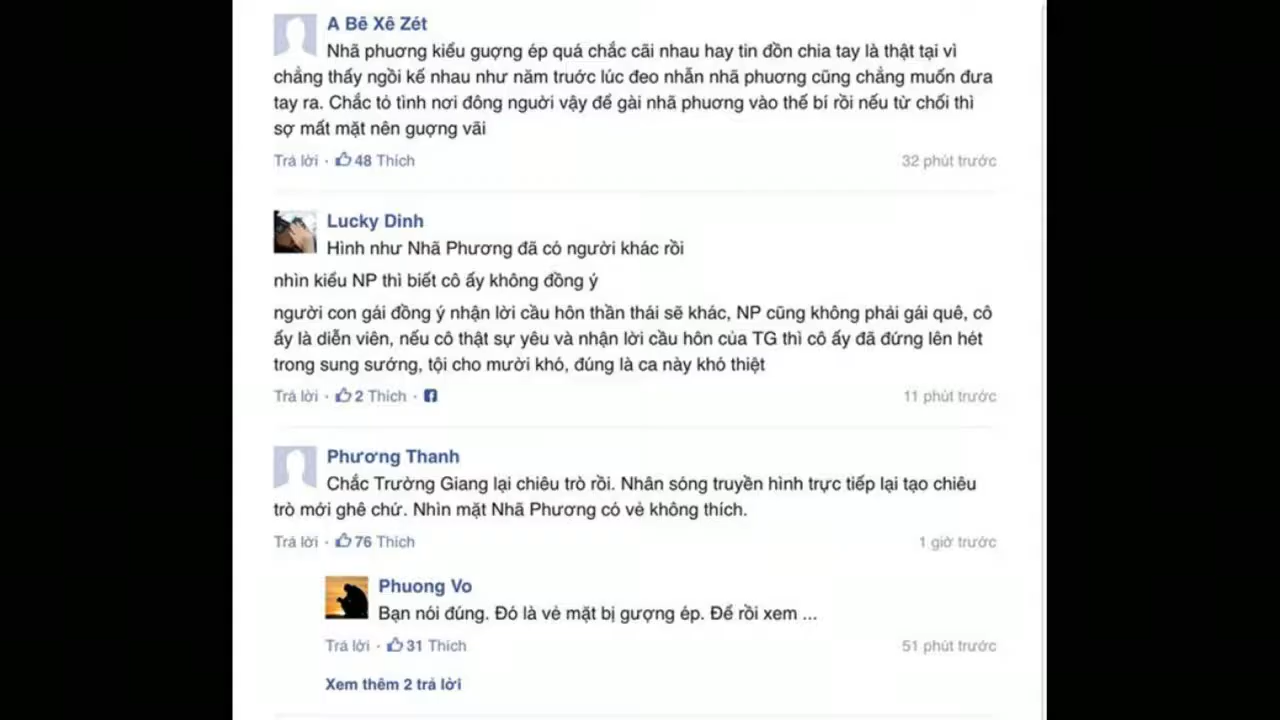 A Bẽ Xê Zét
Nhã phương kiểu gượng ép quá chắc cãi nhau hay tin đồn chia tay là thật tại vì
chẳng thấy ngồi kế nhau như năm trước lúc đeo nhẫn nhã phương cũng chẳng muốn đưa
tay ra. Chắc tỏ tình nơi đông người vậy để gài nhã phương vào thế bí rồi nếu từ chối thì
sợ mất mặt nên gượng vãi
Trả lời · 48 Thích
32 phút trước
Lucky Dinh
Hình như Nhã Phương đã có người khác rồi
nhìn kiểu NP thì biết cô ấy không đồng ý
người con gái đồng ý nhận lời cầu hôn thần thái sẽ khác, NP cũng không phải gái quê, cô
ấy là diễn viên, nếu cô thật sự yêu và nhận lời cầu hôn của TG thì cô ấy đã đứng lên hét
trong sung sướng, tội cho mười khó, đúng là ca này khó thiệt
Trả lời · 2 Thích ·
11 phút trước
Phương Thanh
Chắc Trường Giang lại chiêu trò rồi. Nhân sóng truyền hình trực tiếp lại tạo chiêu
trò mới ghê chứ. Nhìn mặt Nhã Phương có vẻ không thích.
Trả lời · 76 Thích
1 giờ trước
Phuong Vo
Bạn nói đúng. Đó là vẻ mặt bị gượng ép. Để rồi xem ...
Trả lời · 31 Thích
51 phút trước
Xem thêm 2 trả lời